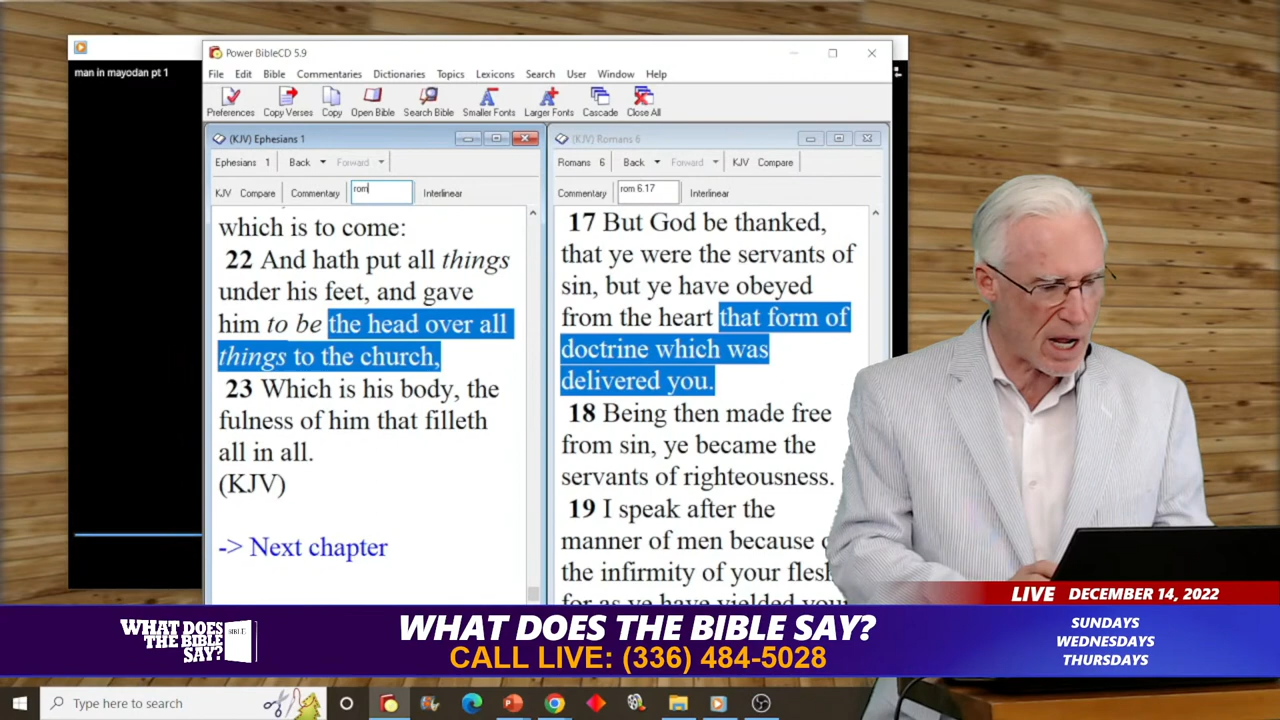 man in mayodan pt 1
Power BibleCD 5.9
File Edit Bible Commentaries Dictionaries Topics Lexicons Search User Window Help
Preferences Copy Verses Copy Open Bible Search Bible Smaller Fonts Larger Fonts Cascade Close All
(KJV) Ephesians 1
Ephesians 1 Back Forward
KJV Compare Commentary rom Interlinear
which is to come:
22 And hath put all things
under his feet, and gave
him to be the head over all
things to the church,
23 Which is his body, the
fulness of him that filleth
all in all.
(KJV)
-> Next chapter
(KJV) Romans 6
Romans 6 Back Forward KJV Compare
Commentary rom 6.17 Interlinear
17 But God be thanked,
that ye were the servants of
sin, but ye have obeyed
from the heart that form of
doctrine which was
delivered you.
18 Being then made free
from sin, ye became the
servants of righteousness.
19 I speak after the
manner of men because
the infirmity of your flesh
for as ye have yielded your
LIVE DECEMBER 14, 2022
WHAT DOES
THE BIBLE
SAY?
BIBLE
WHAT DOES THE BIBLE SAY?
CALL LIVE: (336) 484-5028
SUNDAYS
WEDNESDAYS
THURSDAYS
Type here to search